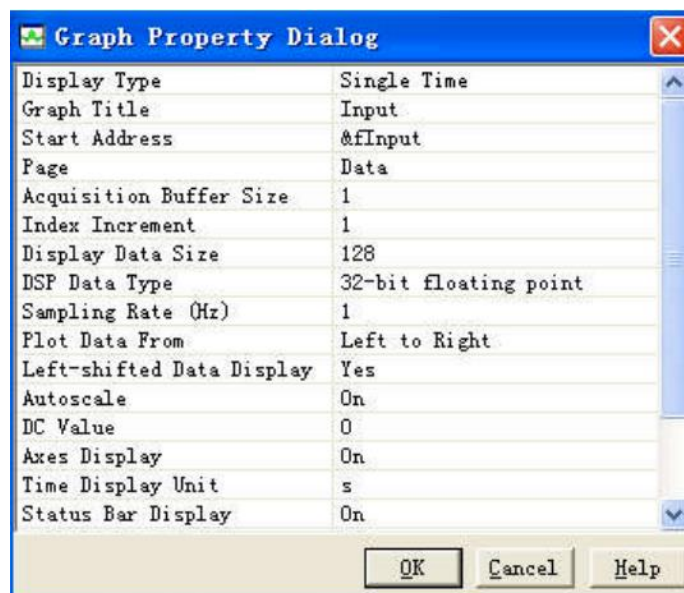 Graph Property Dialog
Display Type Single Time
Graph Title Input
Start Address &fInput
Page Data
Acquisition Buffer Size 1
Index Increment 1
Display Data Size 128
DSP Data Type 32-bit floating point
Sampling Rate (Hz) 1
Plot Data From Left to Right
Left-shifted Data Display Yes
Autoscale On
DC Value 0
Axes Display On
Time Display Unit s
Status Bar Display On
OK Cancel Help